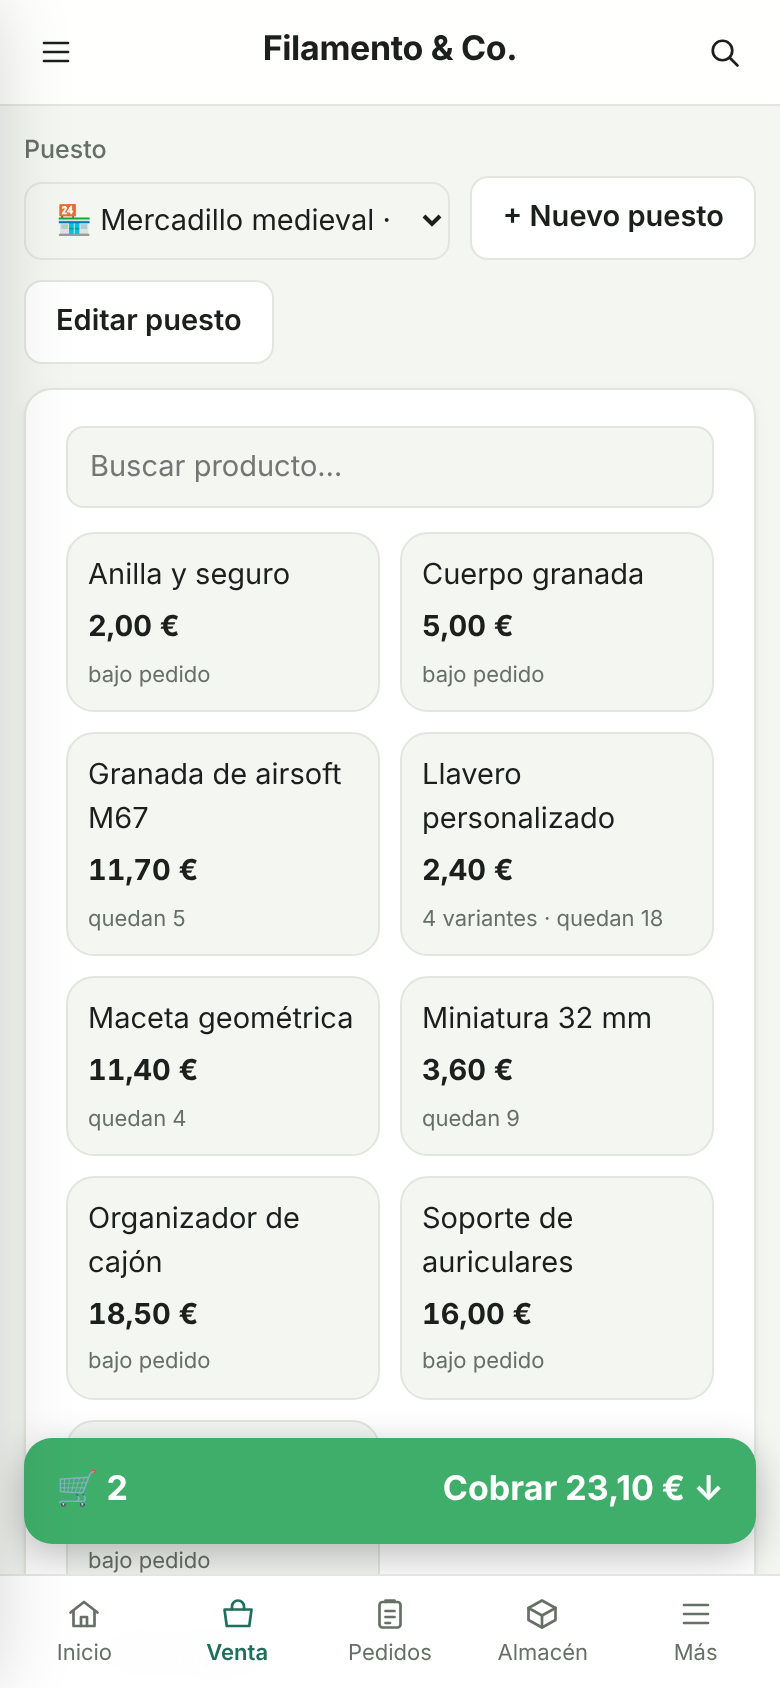 Filamento & Co.
Puesto
Mercadillo medieval ·
+ Nuevo puesto
Editar puesto
Buscar producto...
Anilla y seguro
2,00 €
bajo pedido
Cuerpo granada
5,00 €
bajo pedido
Granada de airsoft
M67
11,70 €
quedan 5
Llavero
personalizado
2,40 €
4 variantes · quedan 18
Maceta geométrica
11,40 €
quedan 4
Miniatura 32 mm
3,60 €
quedan 9
Organizador de
cajón
18,50 €
bajo pedido
Soporte de
auriculares
16,00 €
bajo pedido
2
Cobrar 23,10 € ↓
bajo pedido
Inicio
Venta
Pedidos
Almacén
Más